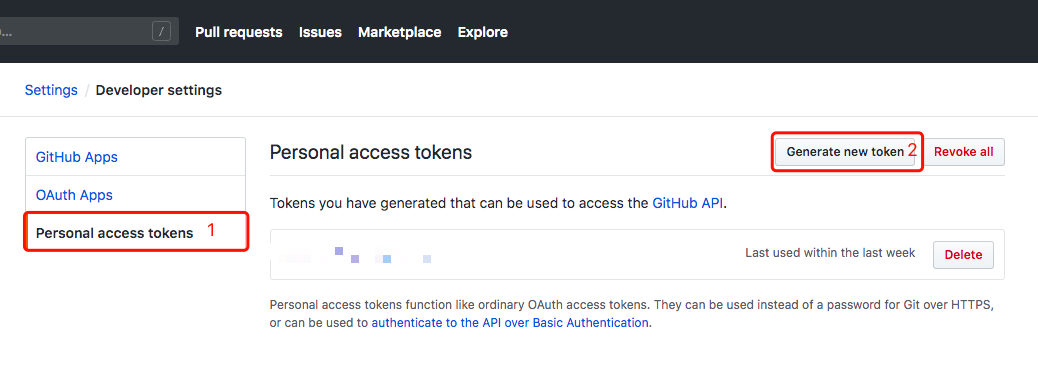 ... / Pull requests Issues Marketplace Explore
Settings / Developer settings
GitHub Apps
OAuth Apps
Personal access tokens 1
Personal access tokens
Generate new token 2 Revoke all
Tokens you have generated that can be used to access the GitHub API.
Last used within the last week Delete
Personal access tokens function like ordinary OAuth access tokens. They can be used instead of a password for Git over HTTPS,
or can be used to authenticate to the API over Basic Authentication.